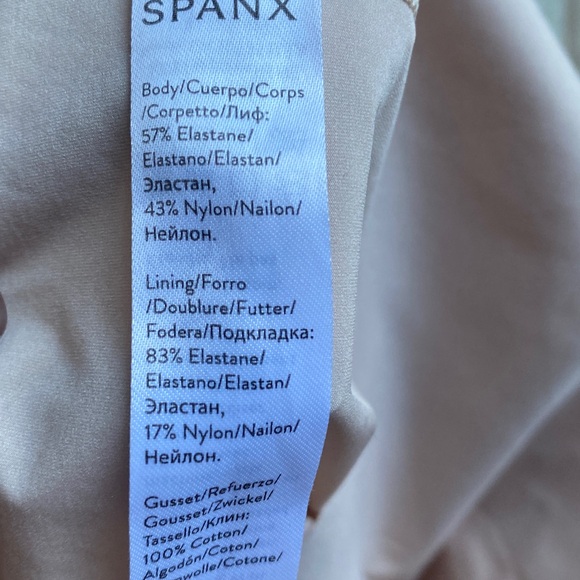 SPANX
Body/Cuerpo/Corps
/Corpetto/Лиф:
57% Elastane/
Elastano/Elastan/
Эластан,
43% Nylon/Nailon/
Нейлон.
Lining/Forro
/Doublure/Futter/
Fodera/Подкладка:
83% Elastane/
Elastano/Elastan/
Эластан,
17% Nylon/Nailon/
Нейлон.
Gusset/Refuerzo/
Gousset/Zwickel/
Tassello/Клин:
100% Cotton/
Algodón/Coton/